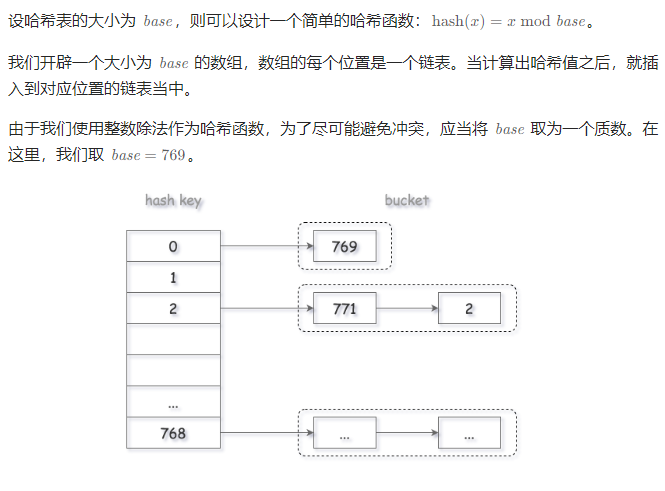 设哈希表的大小为 base，则可以设计一个简单的哈希函数：hash(x) = x mod base。
我们开辟一个大小为 base 的数组，数组的每个位置是一个链表。当计算出哈希值之后，就插
入到对应位置的链表当中。
由于我们使用整数除法作为哈希函数，为了尽可能避免冲突，应当将 base 取为一个质数。在
这里，我们取 base = 769。
hash key bucket
0 769
1
2 771 2
...
768 ... ...